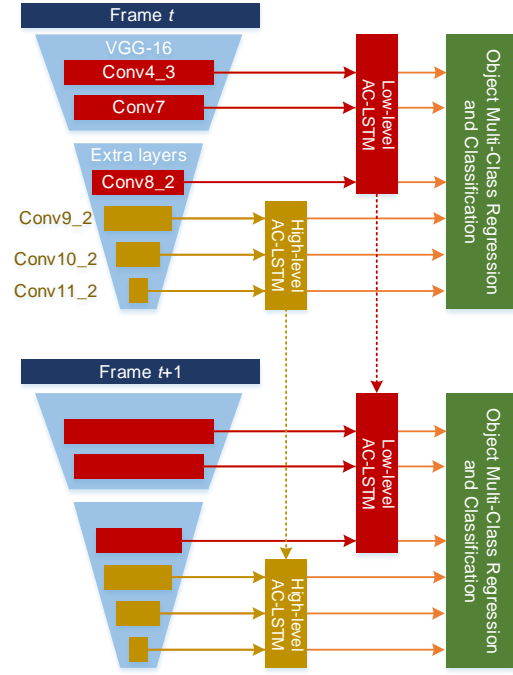 Frame t
VGG-16
Conv4_3
Conv7
Extra layers
Conv8_2
Conv9_2
Conv10_2
Conv11_2
Low-level
AC-LSTM
High-level
AC-LSTM
Object Multi-Class Regression
and Classification
Frame t+1
Low-level
AC-LSTM
High-level
AC-LSTM
Object Multi-Class Regression
and Classification